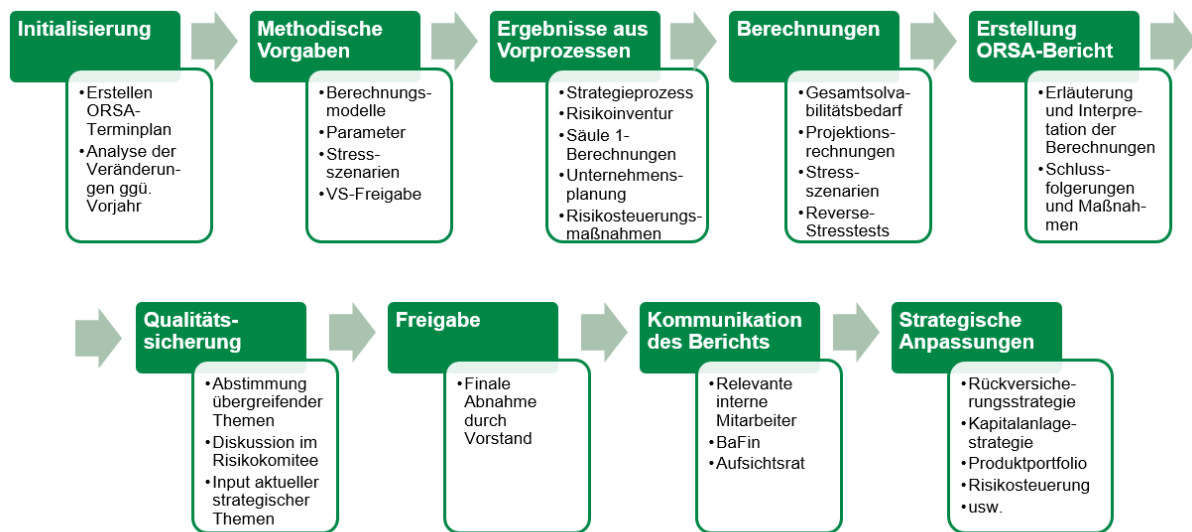 Initialisierung
•Erstellen
ORSA-
Terminplan
•Analyse der
Veränderun-
gen ggü.
Vorjahr
Methodische
Vorgaben
•Berechnungs-
modelle
•Parameter
•Stress-
szenarien
•VS-Freigabe
Ergebnisse aus
Vorprozessen
•Strategieprozess
•Risikoinventur
•Säule 1-
Berechnungen
•Unternehmens-
planung
•Risikosteuerungs-
maßnahmen
Berechnungen
•Gesamtsolva-
bilitätsbedarf
•Projektions-
rechnungen
•Stress-
szenarien
•Reverse-
Stresstests
Erstellung
ORSA-Bericht
•Erläuterung
und Interpre-
tation der
Berechnungen
•Schluss-
folgerungen
und Maßnah-
men
Qualitäts-
sicherung
•Abstimmung
übergreifender
Themen
•Diskussion im
Risikokomitee
•Input aktueller
strategischer
Themen
Freigabe
•Finale
Abnahme
durch
Vorstand
Kommunikation
des Berichts
•Relevante
interne
Mitarbeiter
•BaFin
•Aufsichtsrat
Strategische
Anpassungen
•Rückversiche-
rungsstrategie
•Kapitalanlage-
strategie
•Produktportfolio
•Risikosteuerung
•usw.